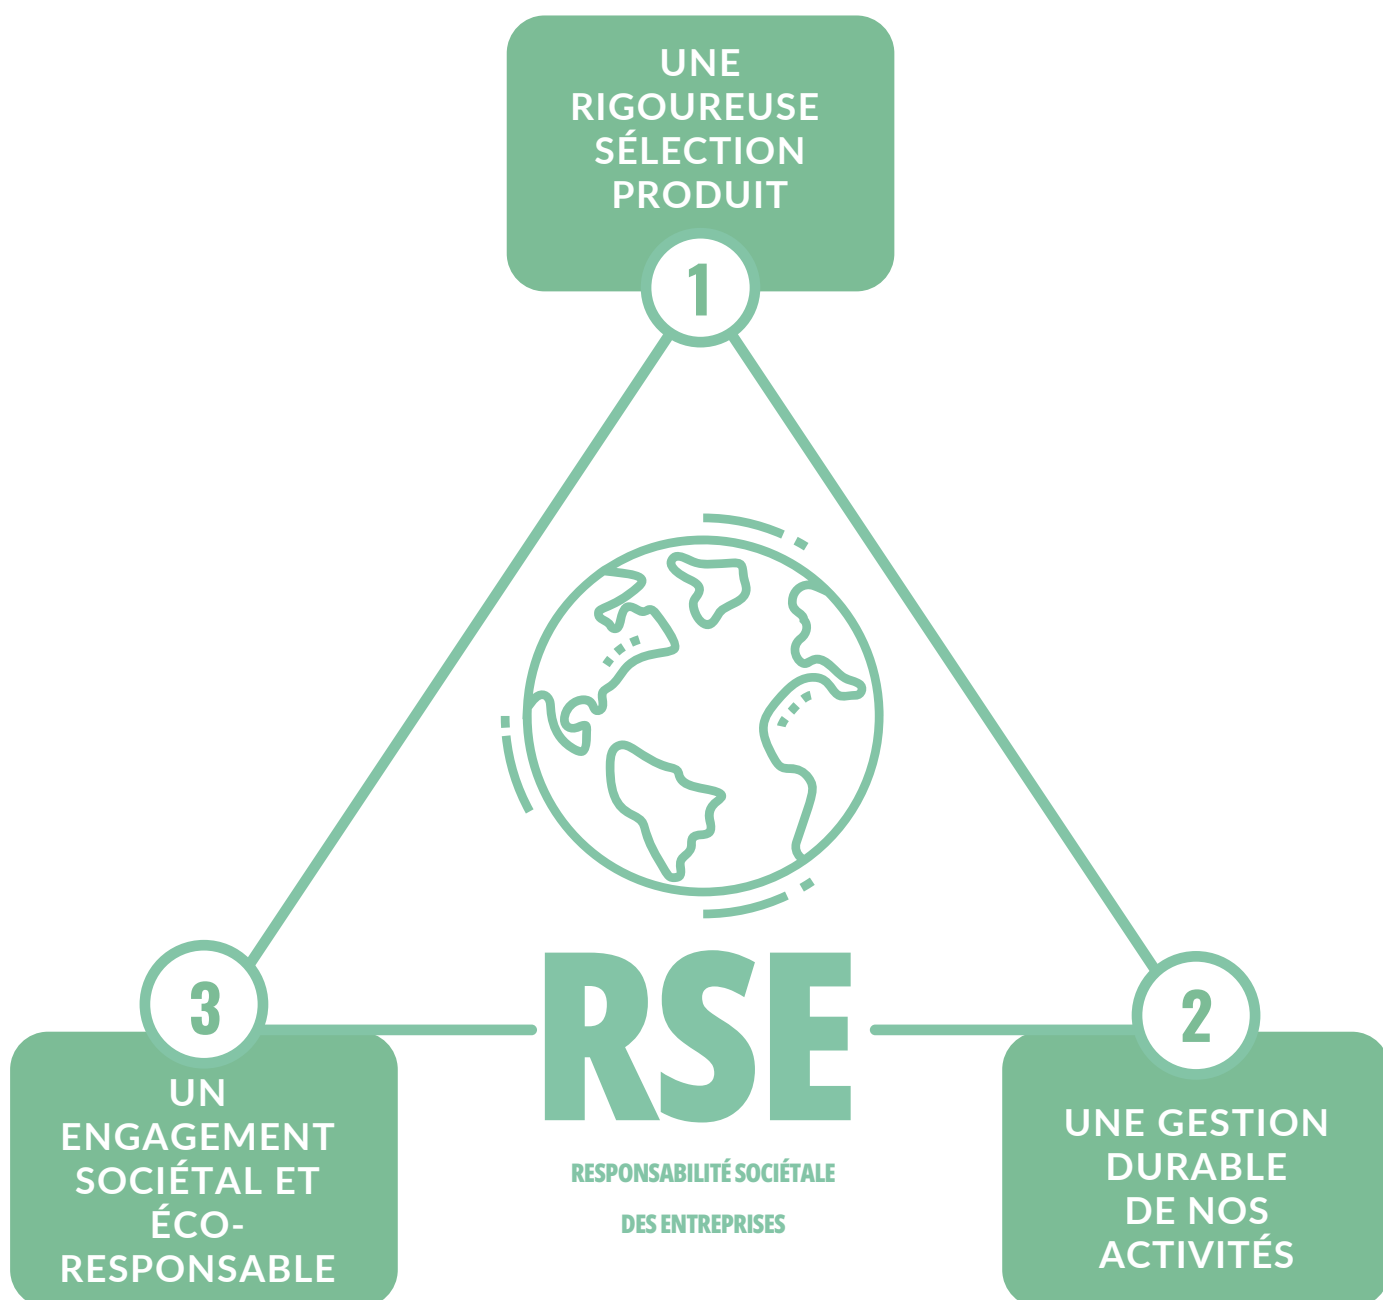 UNE
RIGOUREUSE
SÉLECTION
PRODUIT
1
3
2
UN
ENGAGEMENT
SOCIÉTAL ET
ÉCO-
RESPONSABLE
RSE
RESPONSABILITÉ SOCIÉTALE
DES ENTREPRISES
UNE GESTION
DURABLE
DE NOS
ACTIVITÉS